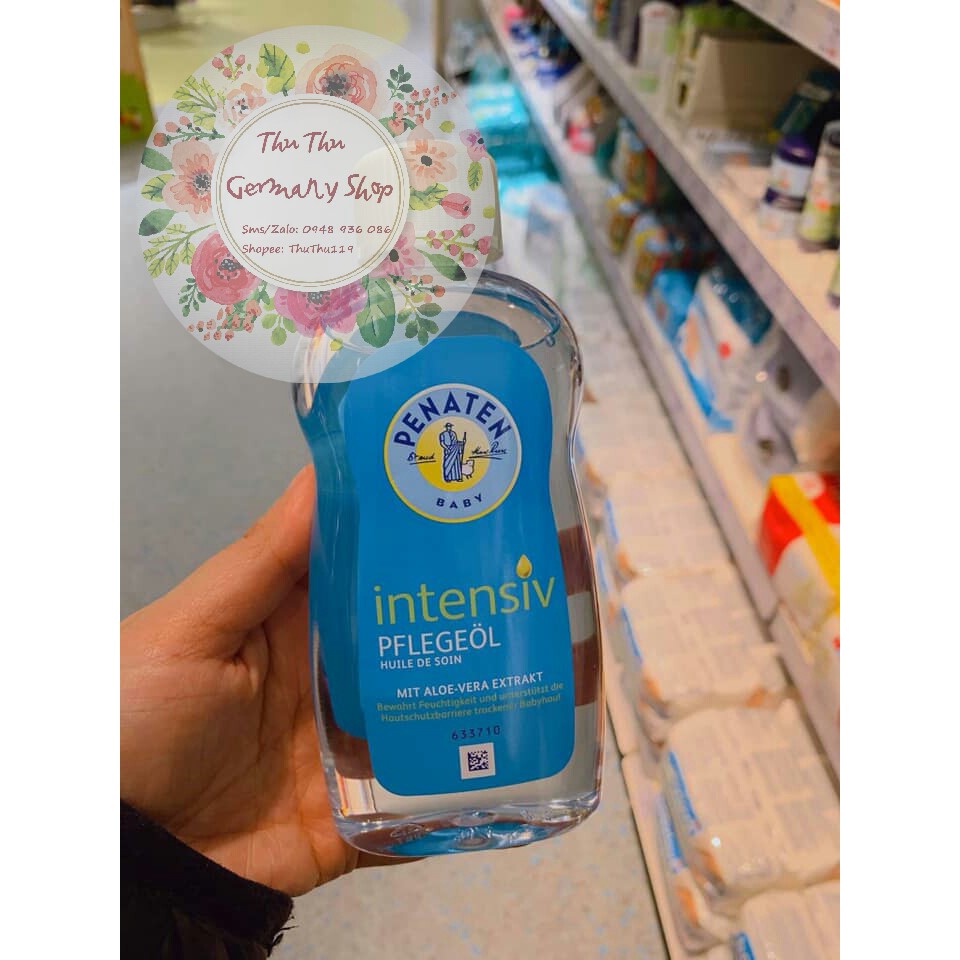 Thu Thu
Germany Shop
Sms/Zalo: 0948 936 086
Shopee: ThuThu119
PENATEN
BABY
intensiv
PFLEGEÖL
HUILE DE SOIN
MIT ALOE-VERA EXTRAKT
Bewahrt Feuchtigkeit und unterstützt die
Hautschutzbarriere trockener Babyhaut
633710